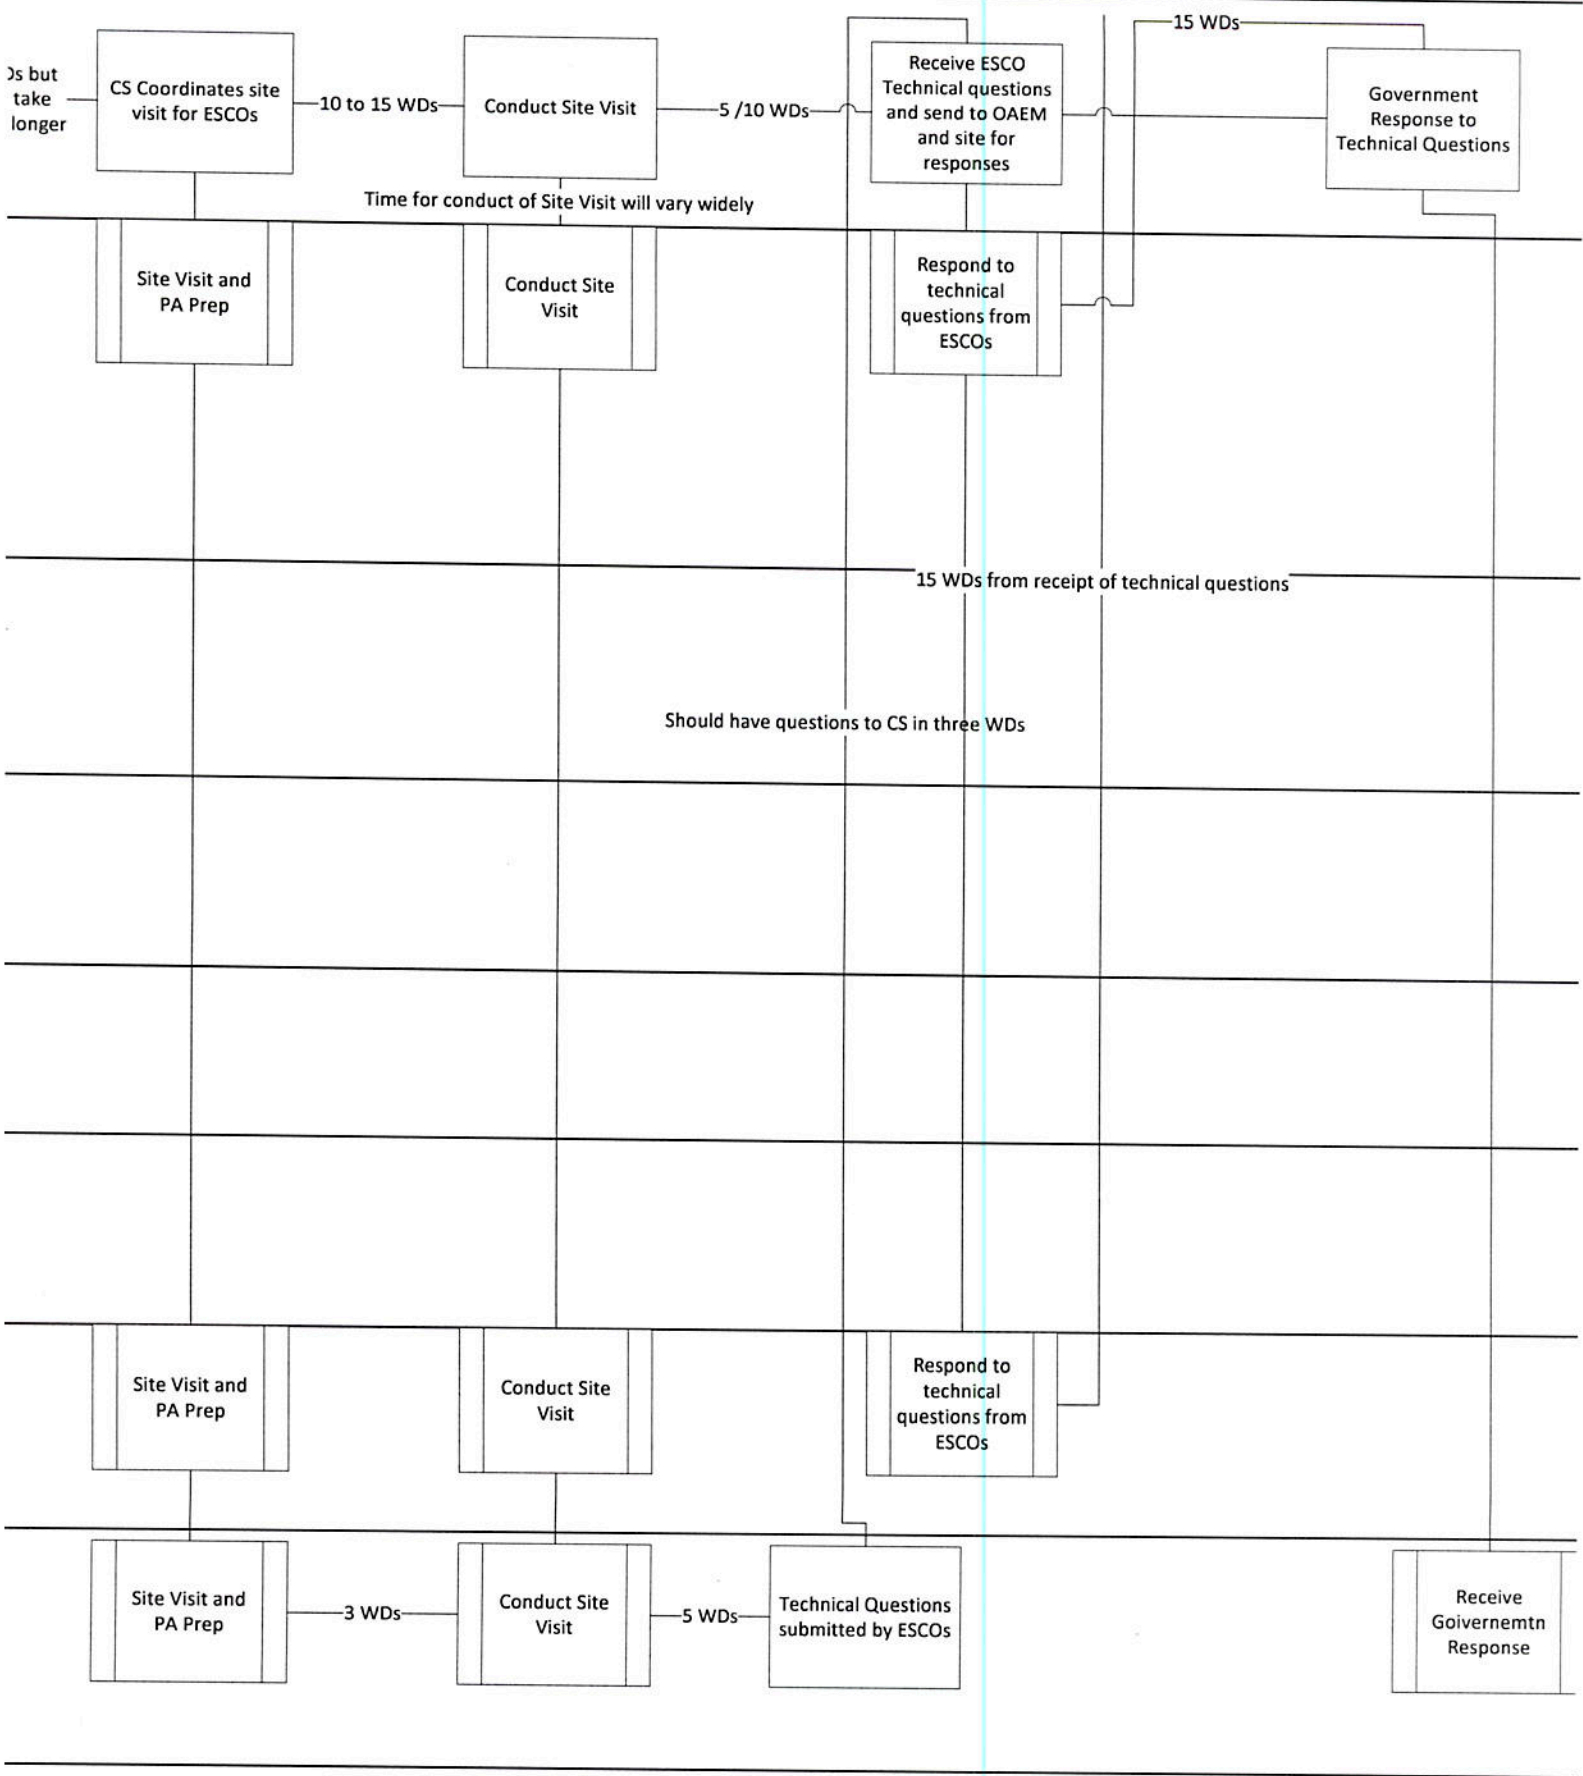 15 WDs
Ds but
take
longer
CS Coordinates site
visit for ESCOs
10 to 15 WDs
Conduct Site Visit
5 /10 WDs
Receive ESCO
Technical questions
and send to OAEM
and site for
responses
Government
Response to
Technical Questions
Time for conduct of Site Visit will vary widely
Site Visit and
PA Prep
Conduct Site
Visit
Respond to
technical
questions from
ESCOs
15 WDs from receipt of technical questions
Should have questions to CS in three WDs
Site Visit and
PA Prep
Conduct Site
Visit
Respond to
technical
questions from
ESCOs
Site Visit and
PA Prep
3 WDs
Conduct Site
Visit
5 WDs
Technical Questions
submitted by ESCOs
Receive
Goivernemtn
Response